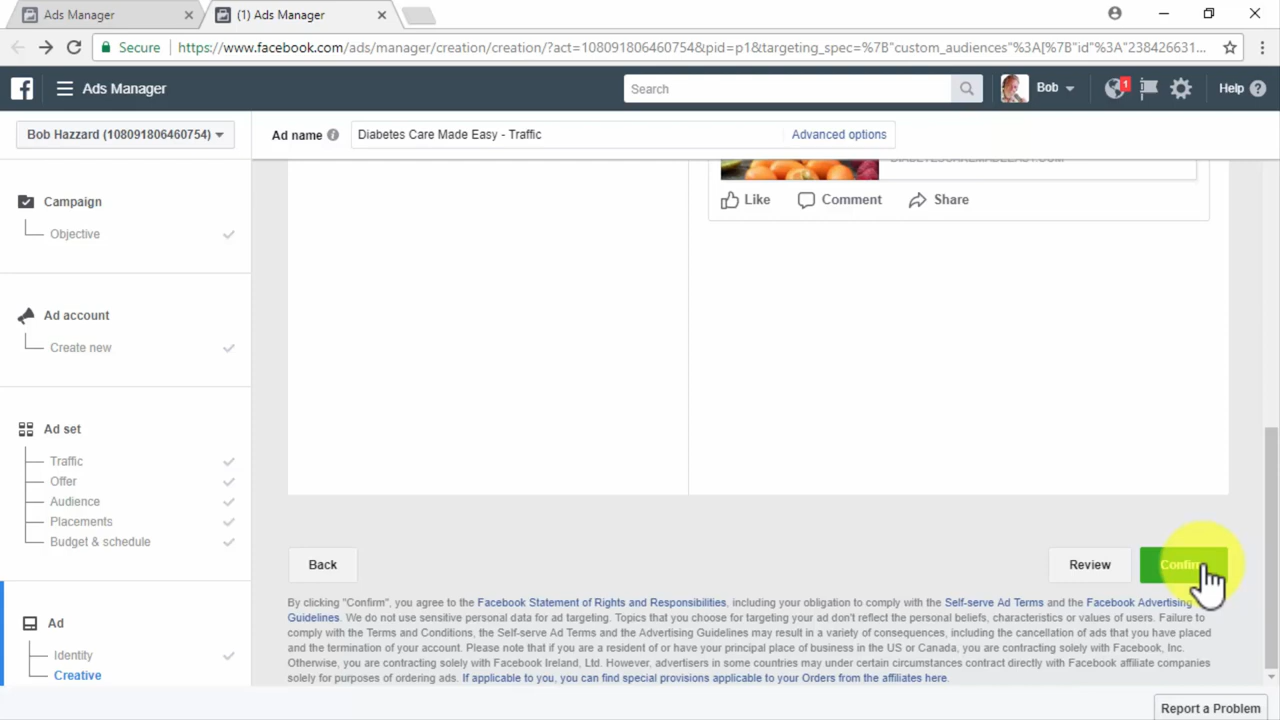 Ads Manager
(1) Ads Manager
Secure
https://www.facebook.com/ads/manager/creation/creation/?act=108091806460754&pid=p1&targeting_spec=%7B"custom_audiences"%3A[%7B"id"%3A"238426631...
Ads Manager
Search
Bob
1
Help
Bob Hazzard (108091806460754)
Ad name
Diabetes Care Made Easy - Traffic
Advanced options
DIABETESCAREMADEEASY.COM
Like
Comment
Share
Campaign
Objective
Ad account
Create new
Ad set
Traffic
Offer
Audience
Placements
Budget & schedule
Ad
Identity
Creative
Back
Review
Confirm
By clicking "Confirm", you agree to the Facebook Statement of Rights and Responsibilities, including your obligation to comply with the Self-serve Ad Terms and the Facebook Advertising
Guidelines. We do not use sensitive personal data for ad targeting. Topics that you choose for targeting your ad don't reflect the personal beliefs, characteristics or values of users. Failure to
comply with the Terms and Conditions, the Self-serve Ad Terms and the Advertising Guidelines may result in a variety of consequences, including the cancellation of ads that you have placed
and the termination of your account. Please note that if you are a resident of or have your principal place of business in the US or Canada, you are contracting solely with Facebook, Inc.
Otherwise, you are contracting solely with Facebook Ireland, Ltd. However, advertisers in some countries may under certain circumstances contract directly with Facebook affiliate companies
solely for purposes of ordering ads. If applicable to you, you can find special provisions applicable to your Orders from the affiliates here.
Report a Problem